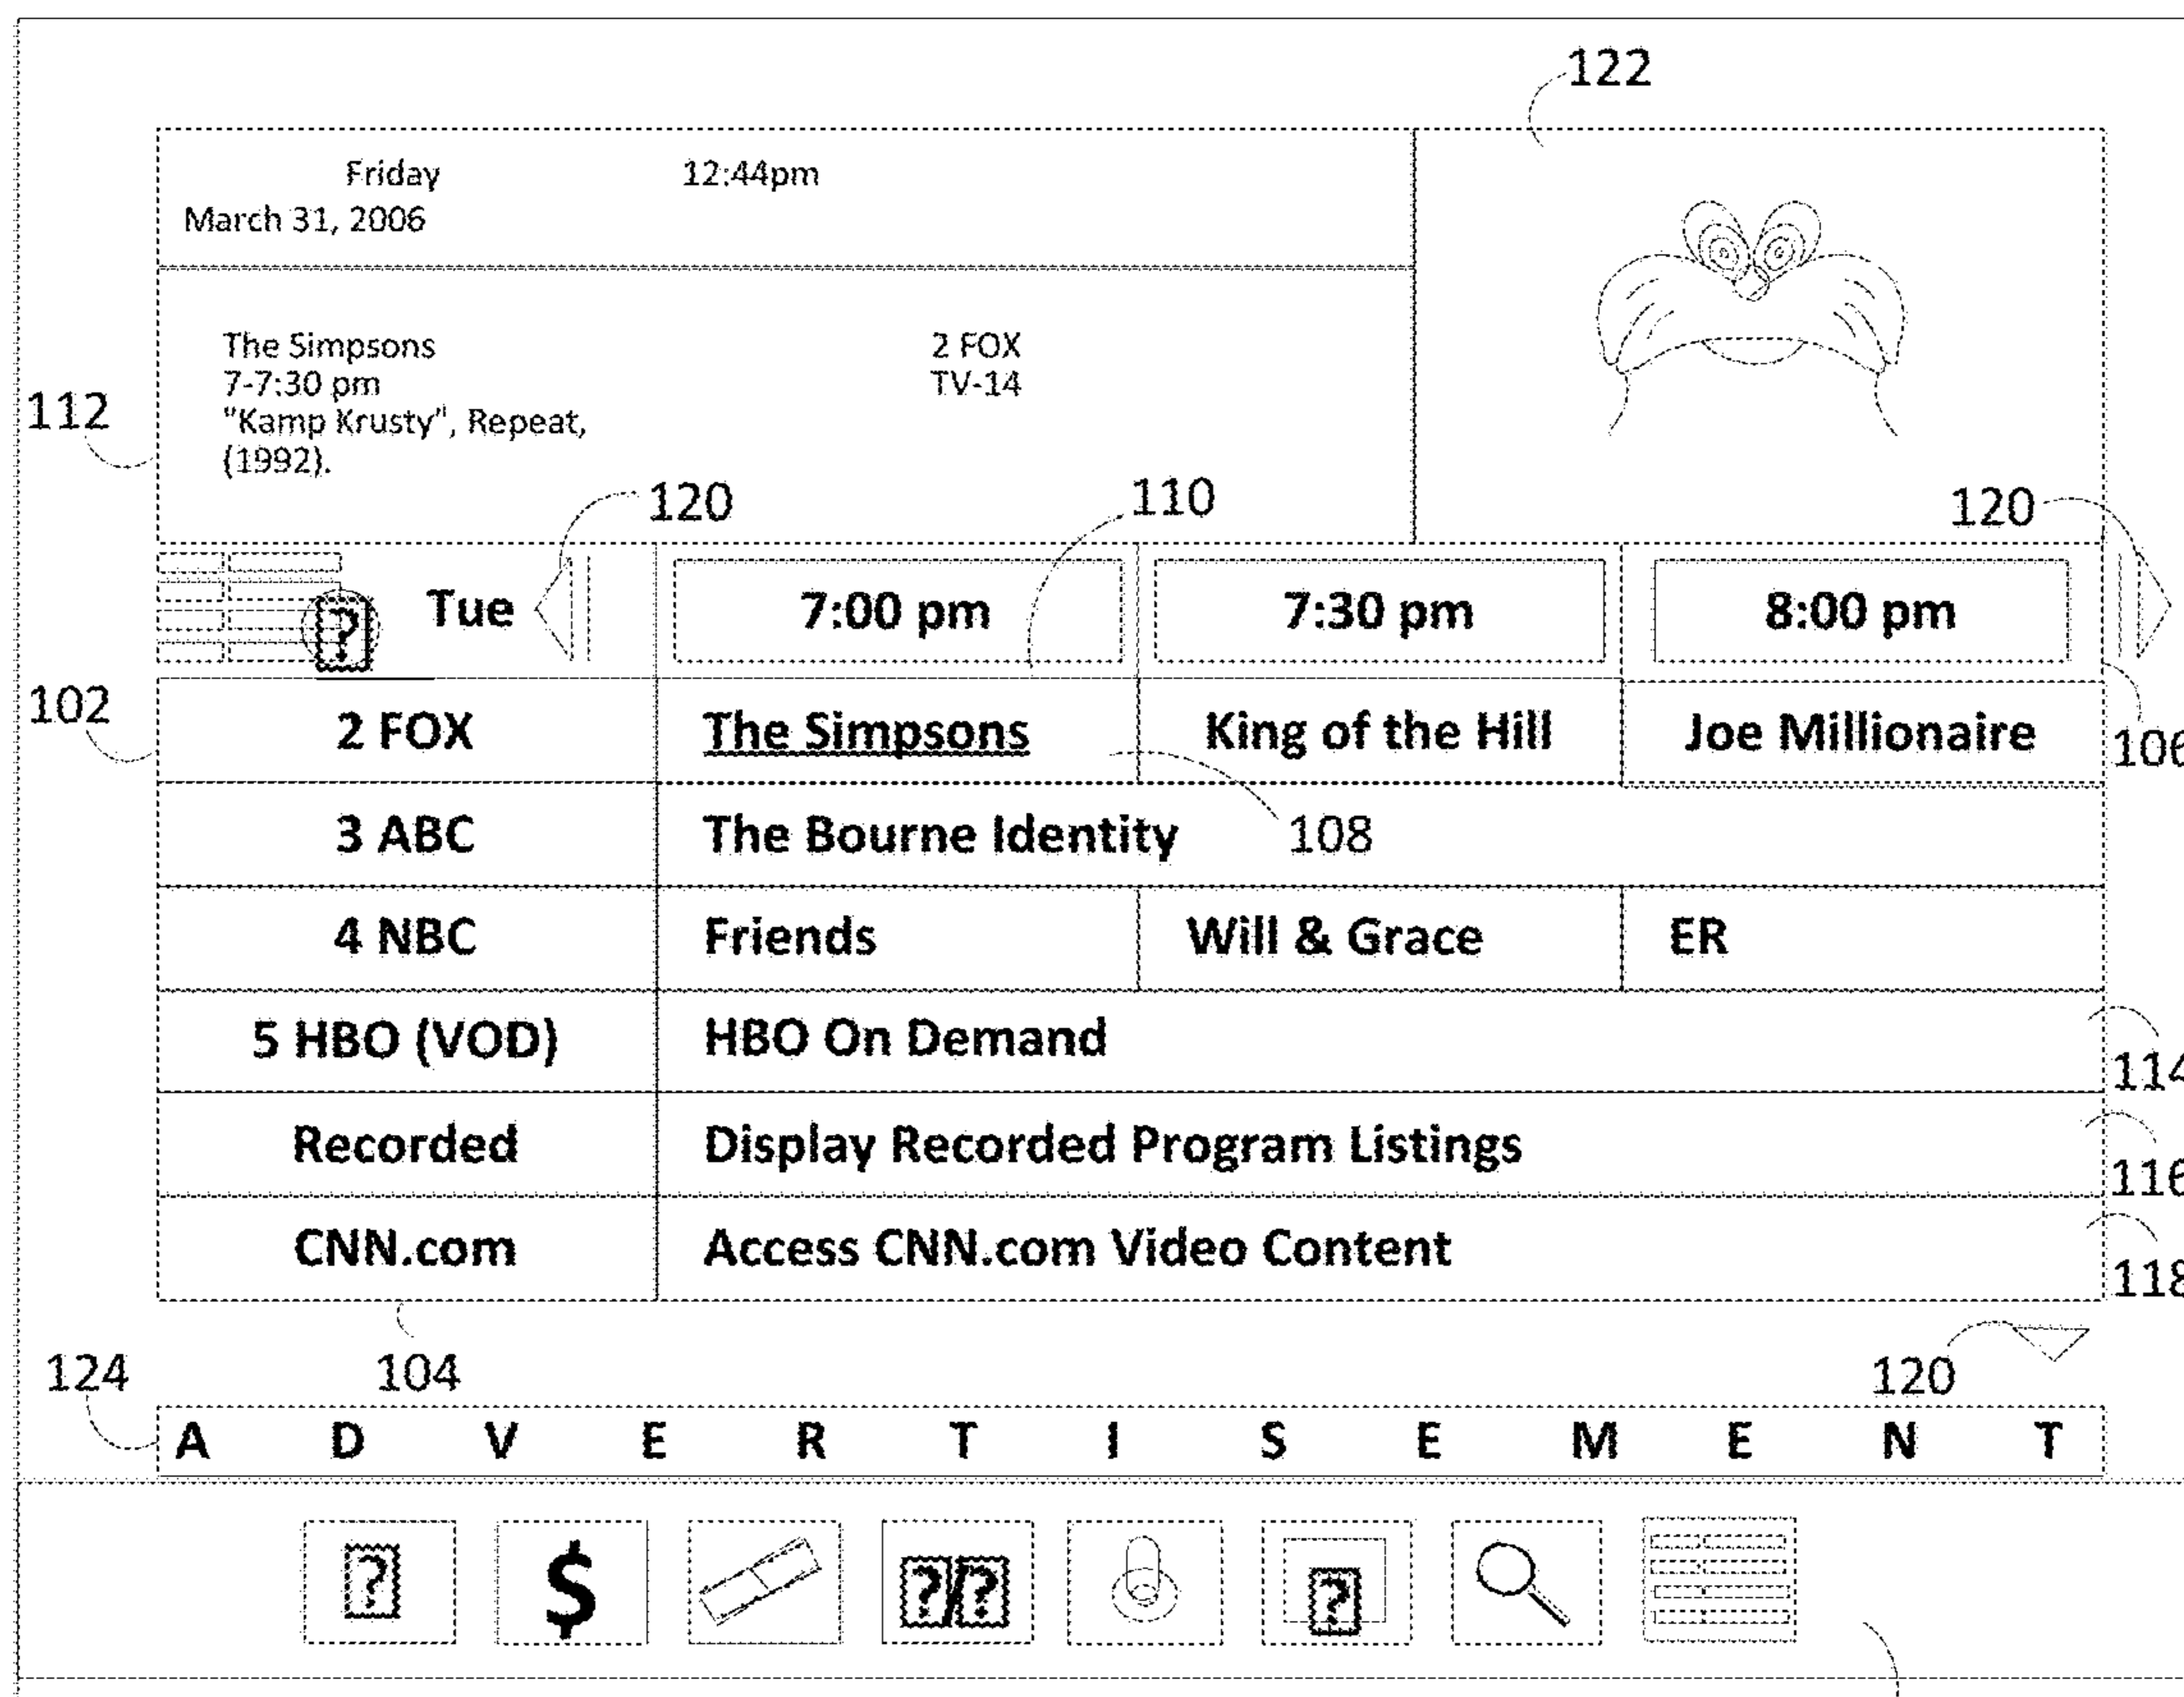 122
Friday 12:44pm
March 31, 2006
The Simpsons 2 FOX
7-7:30 pm TV-14
"Kamp Krusty", Repeat,
(1992).
112
120 110 120
? Tue 7:00 pm 7:30 pm 8:00 pm
102
2 FOX The Simpsons King of the Hill Joe Millionaire
106
3 ABC The Bourne Identity 108
4 NBC Friends Will & Grace ER
5 HBO (VOD) HBO On Demand
114
Recorded Display Recorded Program Listings
116
CNN.com Access CNN.com Video Content
118
124 104 120
A D V E R T I S E M E N T
? $ ?/? ?